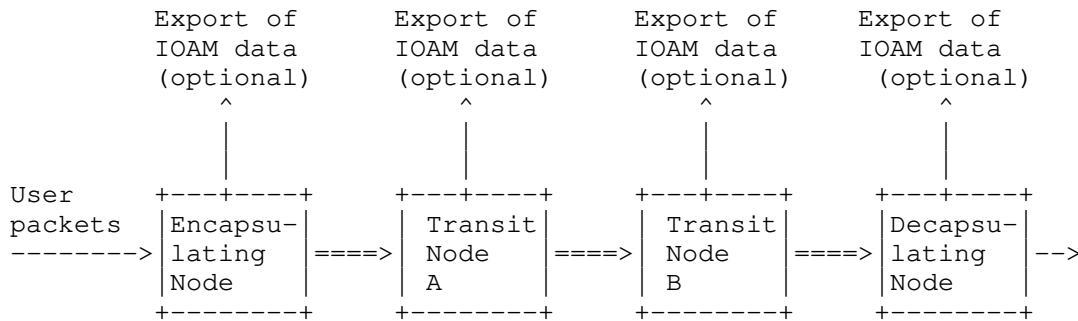 Export of Export of Export of Export of
IOAM data IOAM data IOAM data IOAM data
(optional) (optional) (optional) (optional)
User
packets Encapsu- Transit Transit Decapsu-
lating Node Node lating
Node A B Node